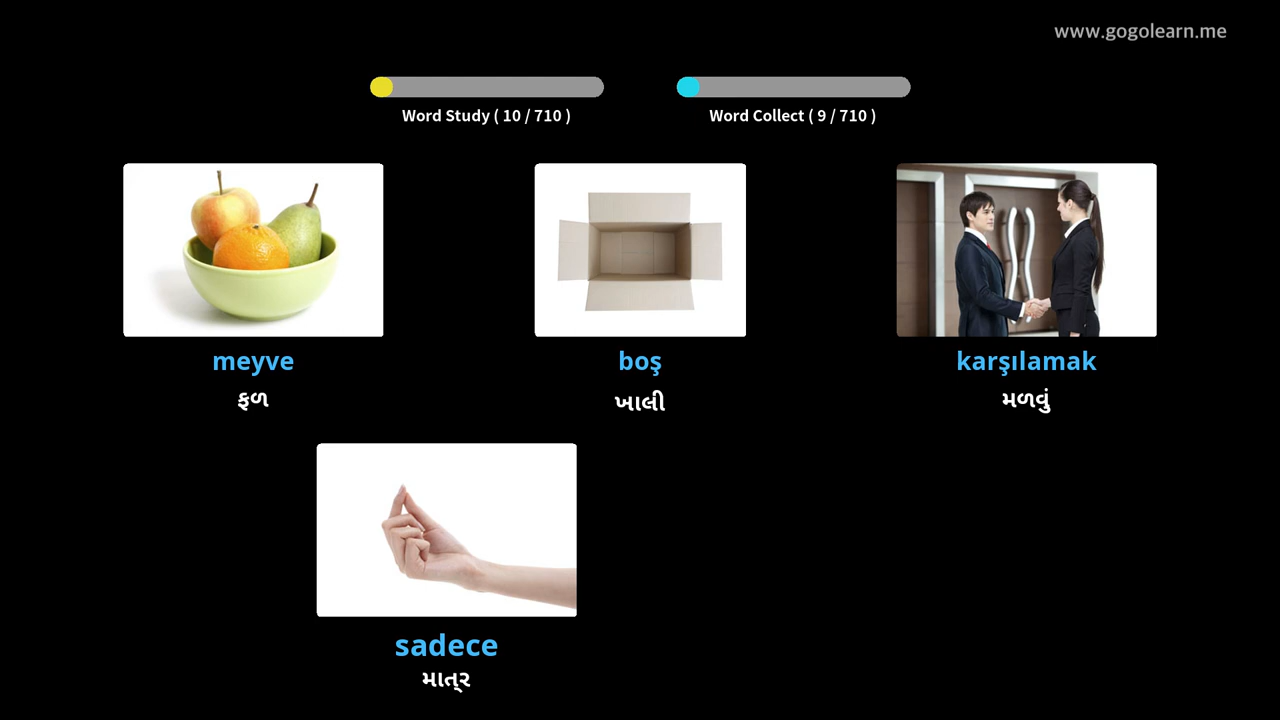 www.gogolearn.me
Word Study ( 10 / 710 )
Word Collect ( 9 / 710 )
meyve
ફળ
boş
ખાલી
karşılamak
મળવું
sadece
માત્ર